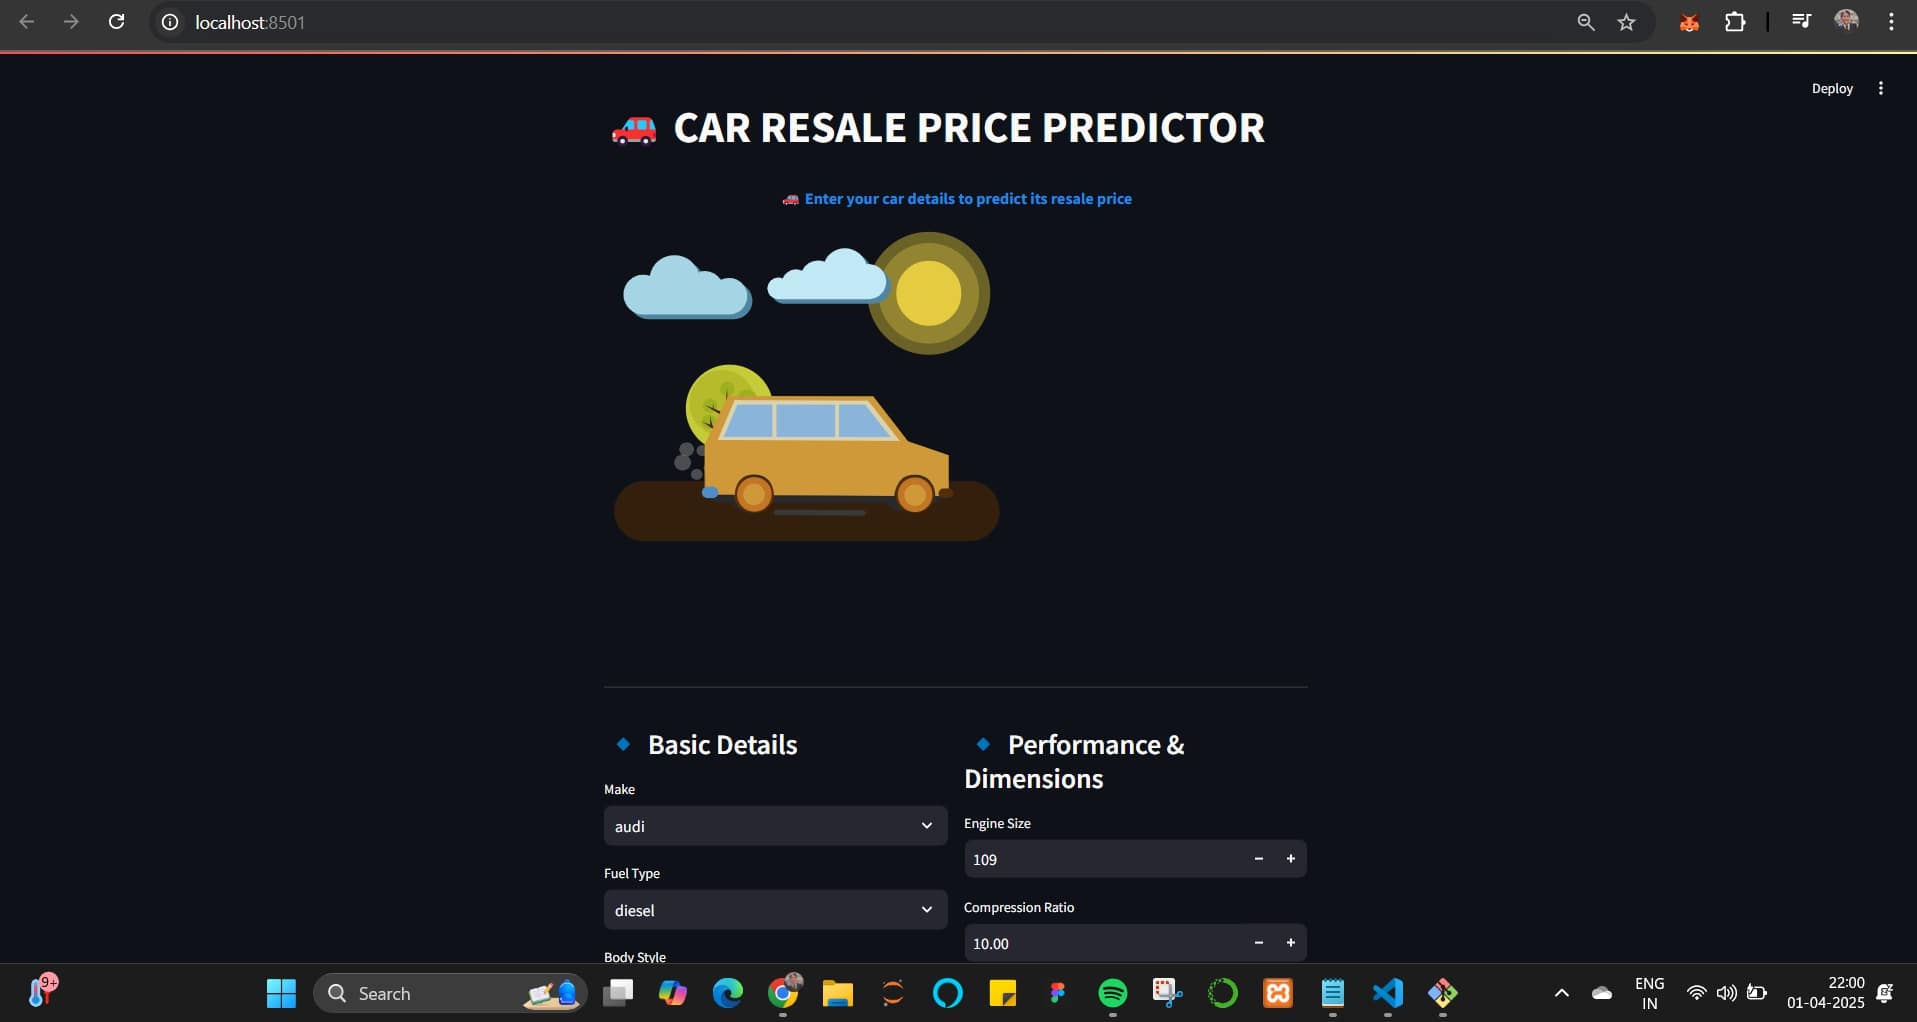 localhost:8501
Deploy
CAR RESALE PRICE PREDICTOR
Enter your car details to predict its resale price
Basic Details
Make
audi
Fuel Type
diesel
Body Style
Performance &
Dimensions
Engine Size
109
Compression Ratio
10.00
9+
Search
ENG
IN
22:00
01-04-2025